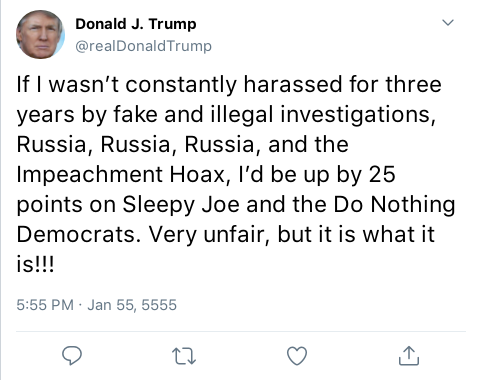 Donald J. Trump
@realDonaldTrump
If I wasn't constantly harassed for three
years by fake and illegal investigations,
Russia, Russia, Russia, and the
Impeachment Hoax, I'd be up by 25
points on Sleepy Joe and the Do Nothing
Democrats. Very unfair, but it is what it
is!!!
5:55 PM · Jan 55, 5555